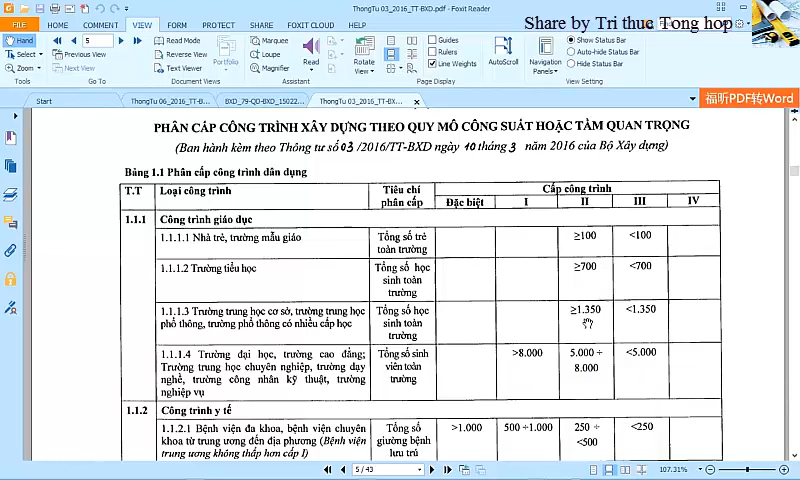 ThongTu 03_2016_TT-BXD.pdf - Foxit Reader
Share by Tri thuc Tong hop
FILE HOME COMMENT VIEW FORM PROTECT SHARE FOXIT CLOUD HELP
Hand
Select
Zoom
Tools
5
Previous View
Next View
Go To
Read Mode
Reverse View
Text Viewer
Portfolio
Document Views
Marquee
Loupe
Magnifier
Read
Assistant
Rotate View
Guides
Rulers
Line Weights
Page Display
AutoScroll
Navigation Panels
Show Status Bar
Auto-hide Status Bar
Hide Status Bar
View Setting
Start
ThongTu 06_2016_TT-B...
BXD_79-QD-BXD_15022...
ThongTu 03_2016_TT-BX...
福昕PDF转Word
PHÂN CẤP CÔNG TRÌNH XÂY DỰNG THEO QUY MÔ CÔNG SUẤT HOẶC TẦM QUAN TRỌNG
(Ban hành kèm theo Thông tư số 03 /2016/TT-BXD ngày 10 tháng 3 năm 2016 của Bộ Xây dựng)
Bảng 1.1 Phân cấp công trình dân dụng
T.T Loại công trình Tiêu chí phân cấp Cấp công trình
Đặc biệt I II III IV
1.1.1 Công trình giáo dục
1.1.1.1 Nhà trẻ, trường mẫu giáo Tổng số trẻ toàn trường ≥100 <100
1.1.1.2 Trường tiểu học Tổng số học sinh toàn trường ≥700 <700
1.1.1.3 Trường trung học cơ sở, trường trung học
phổ thông, trường phổ thông có nhiều cấp học
Tổng số học sinh toàn trường ≥1.350 <1.350
1.1.1.4 Trường đại học, trường cao đẳng;
Trường trung học chuyên nghiệp, trường dạy
nghề, trường công nhân kỹ thuật, trường
nghiệp vụ
Tổng số sinh viên toàn trường >8.000 5.000 ÷ 8.000 <5.000
1.1.2 Công trình y tế
1.1.2.1 Bệnh viện đa khoa, bệnh viện chuyên
khoa từ trung ương đến địa phương (Bệnh viện
trung ương không thấp hơn cấp I)
Tổng số giường bệnh lưu trú >1.000 500 ÷1.000 250 ÷ <500 <250
5 / 43
107.31%